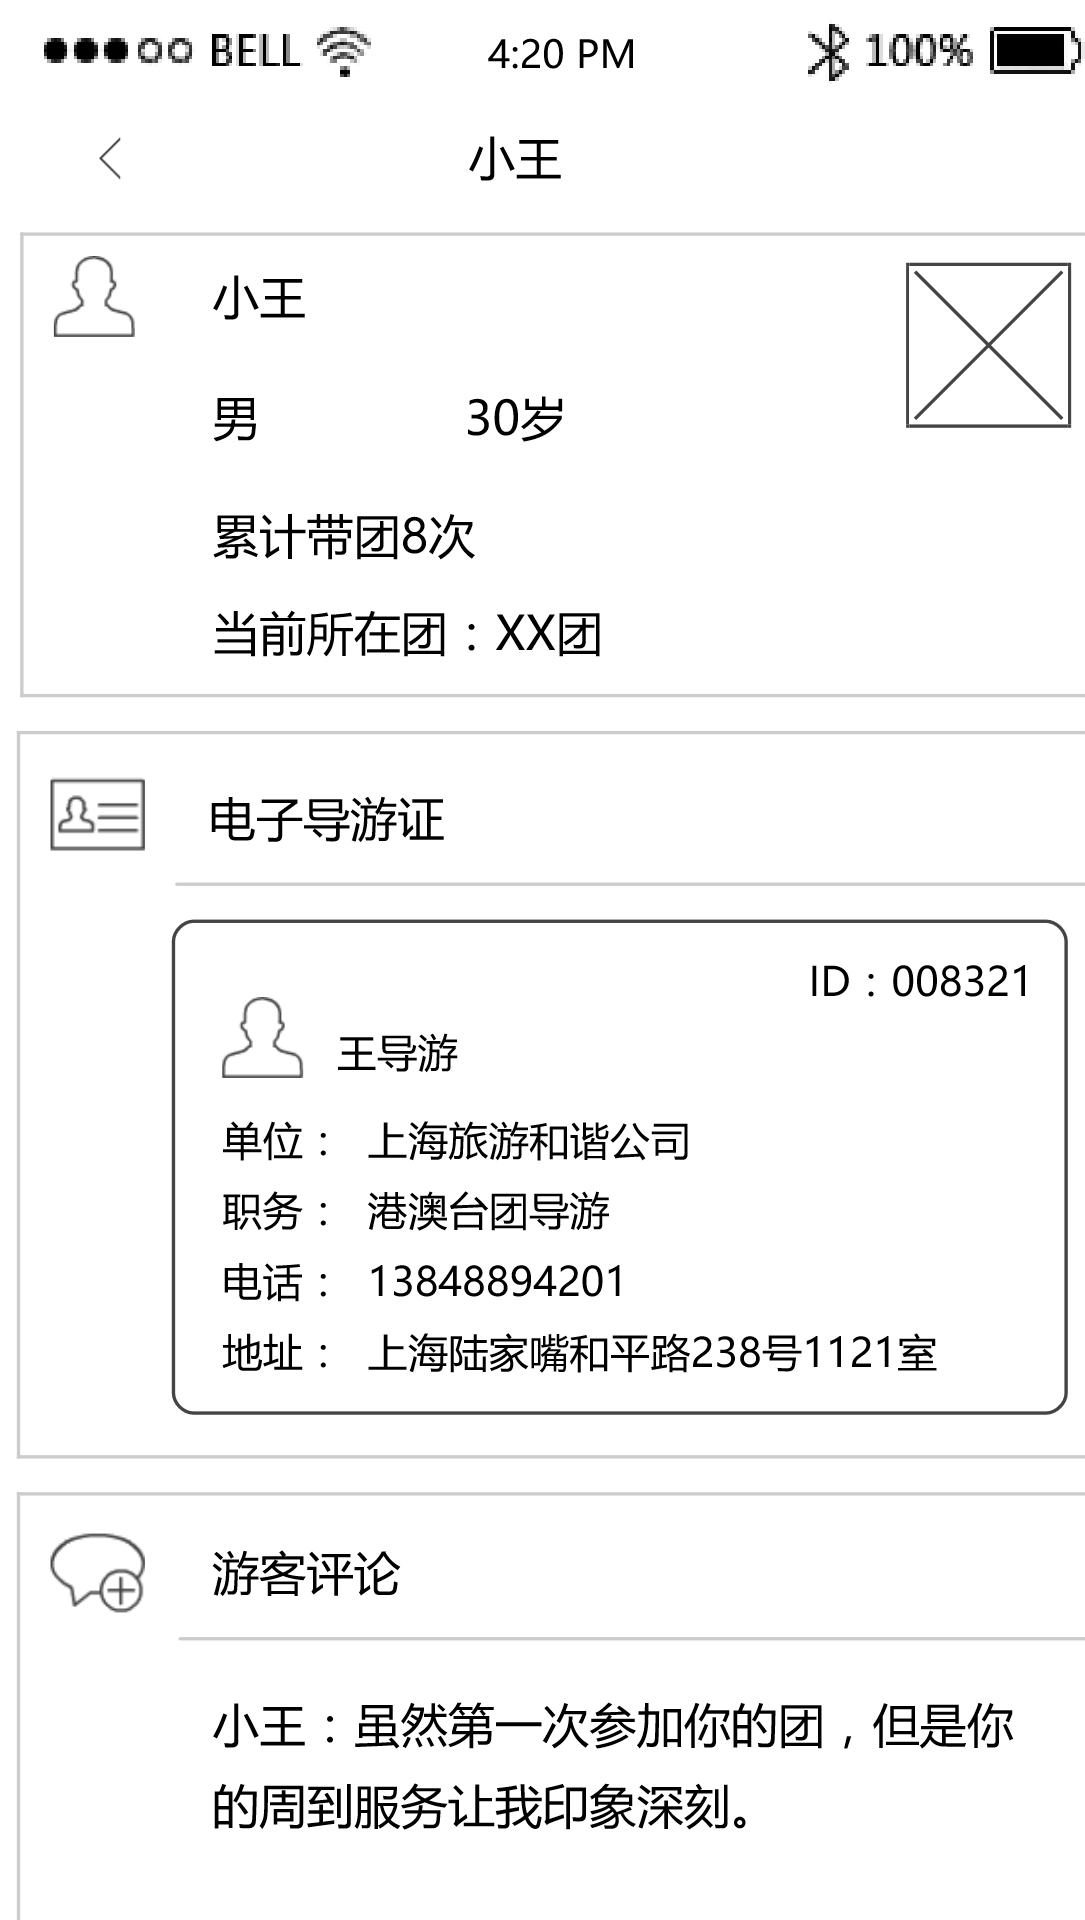 BELL 4:20 PM 100%
小王
小王
男 30岁
累计带团8次
当前所在团：XX团
电子导游证
ID：008321
王导游
单位： 上海旅游和谐公司
职务： 港澳台团导游
电话： 13848894201
地址： 上海陆家嘴和平路238号1121室
游客评论
小王：虽然第一次参加你的团，但是你
的周到服务让我印象深刻。